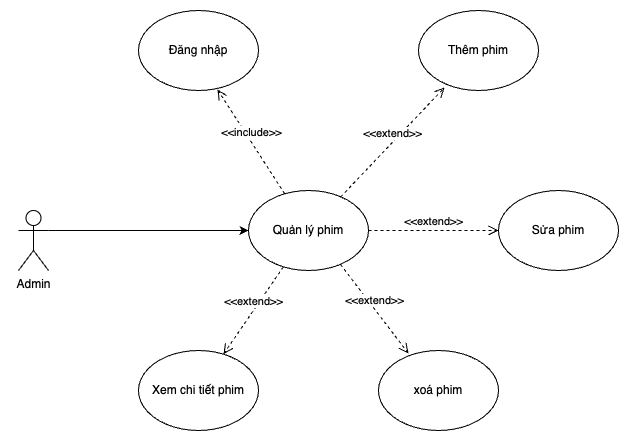 Đăng nhập
Thêm phim
<<include>>
<<extend>>
Quản lý phim
<<extend>>
Sửa phim
Admin
<<extend>>
<<extend>>
Xem chi tiết phim
xoá phim